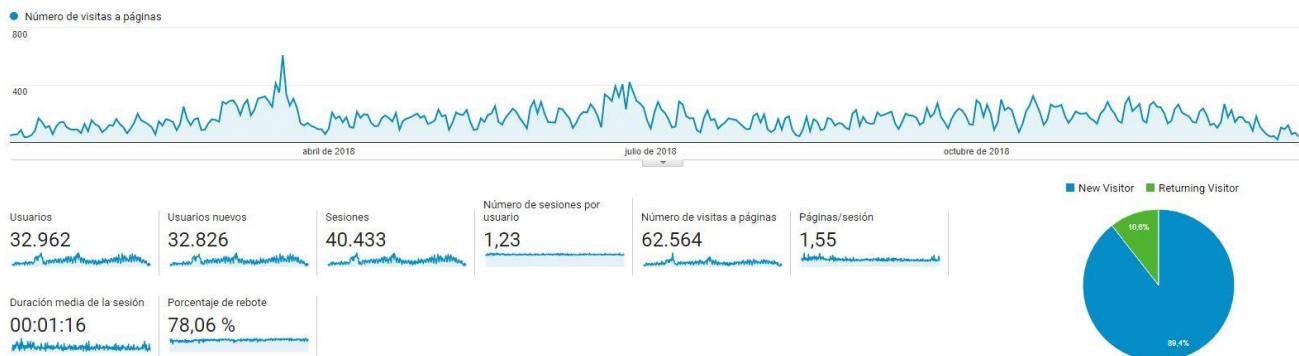 Número de visitas a páginas
800
400
abril de 2018
julio de 2018
octubre de 2018
New Visitor
Returning Visitor
Usuarios
32.962
Usuarios nuevos
32.826
Sesiones
40.433
Número de sesiones por
usuario
1,23
Número de visitas a páginas
62.564
Páginas/sesión
1,55
Duración media de la sesión
00:01:16
Porcentaje de rebote
78,06 %
10,6%
89,4%